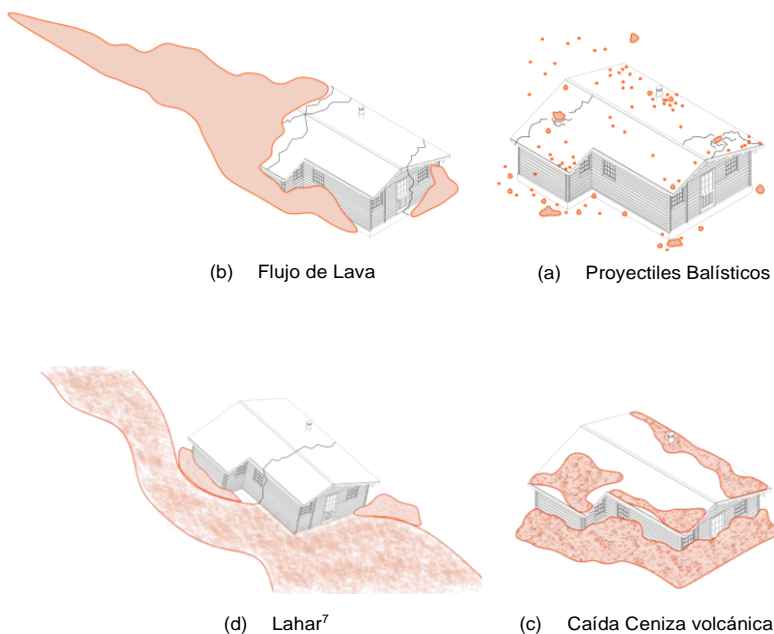 (b) Flujo de Lava
(a) Proyectiles Balísticos
(d) Lahar⁷
(c) Caída Ceniza volcánica